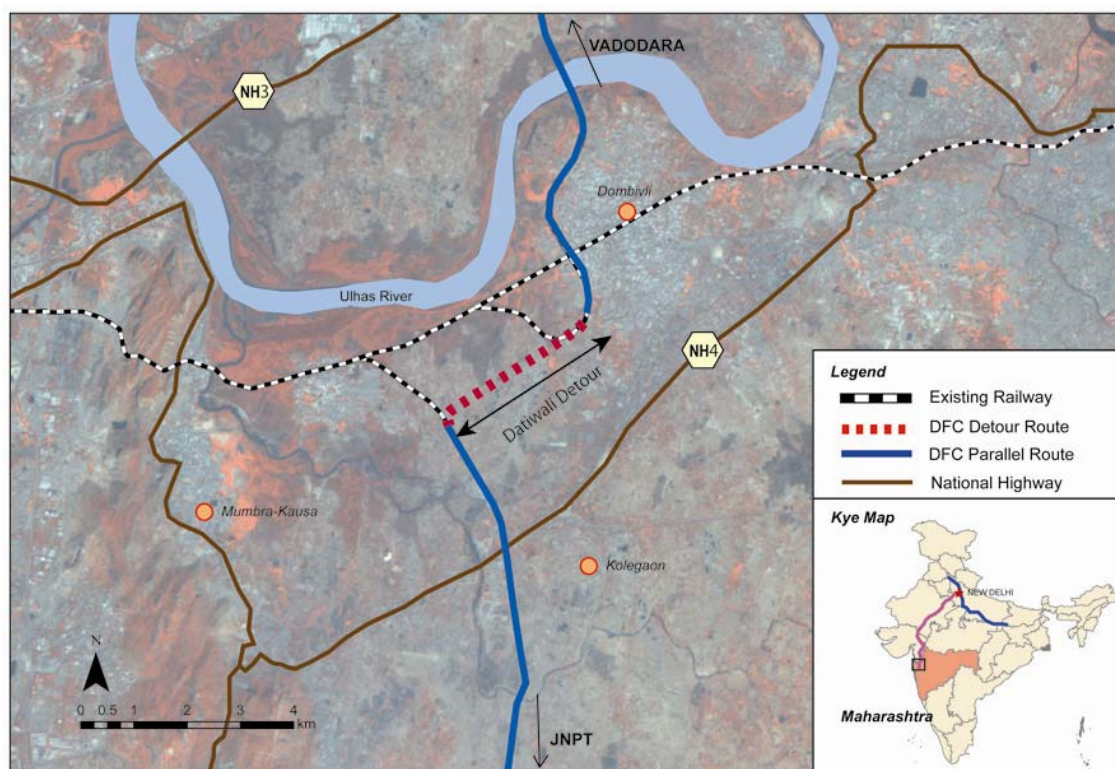 VADODARA
NH3
Dombivli
Ulhas River
NH4
Datiwali Detour
Mumbra-Kausa
Kolegaon
N
0 0.5 1 2 3 4
km
JNPT
Legend
Existing Railway
DFC Detour Route
DFC Parallel Route
National Highway
Kye Map
NEW DELHI
Maharashtra